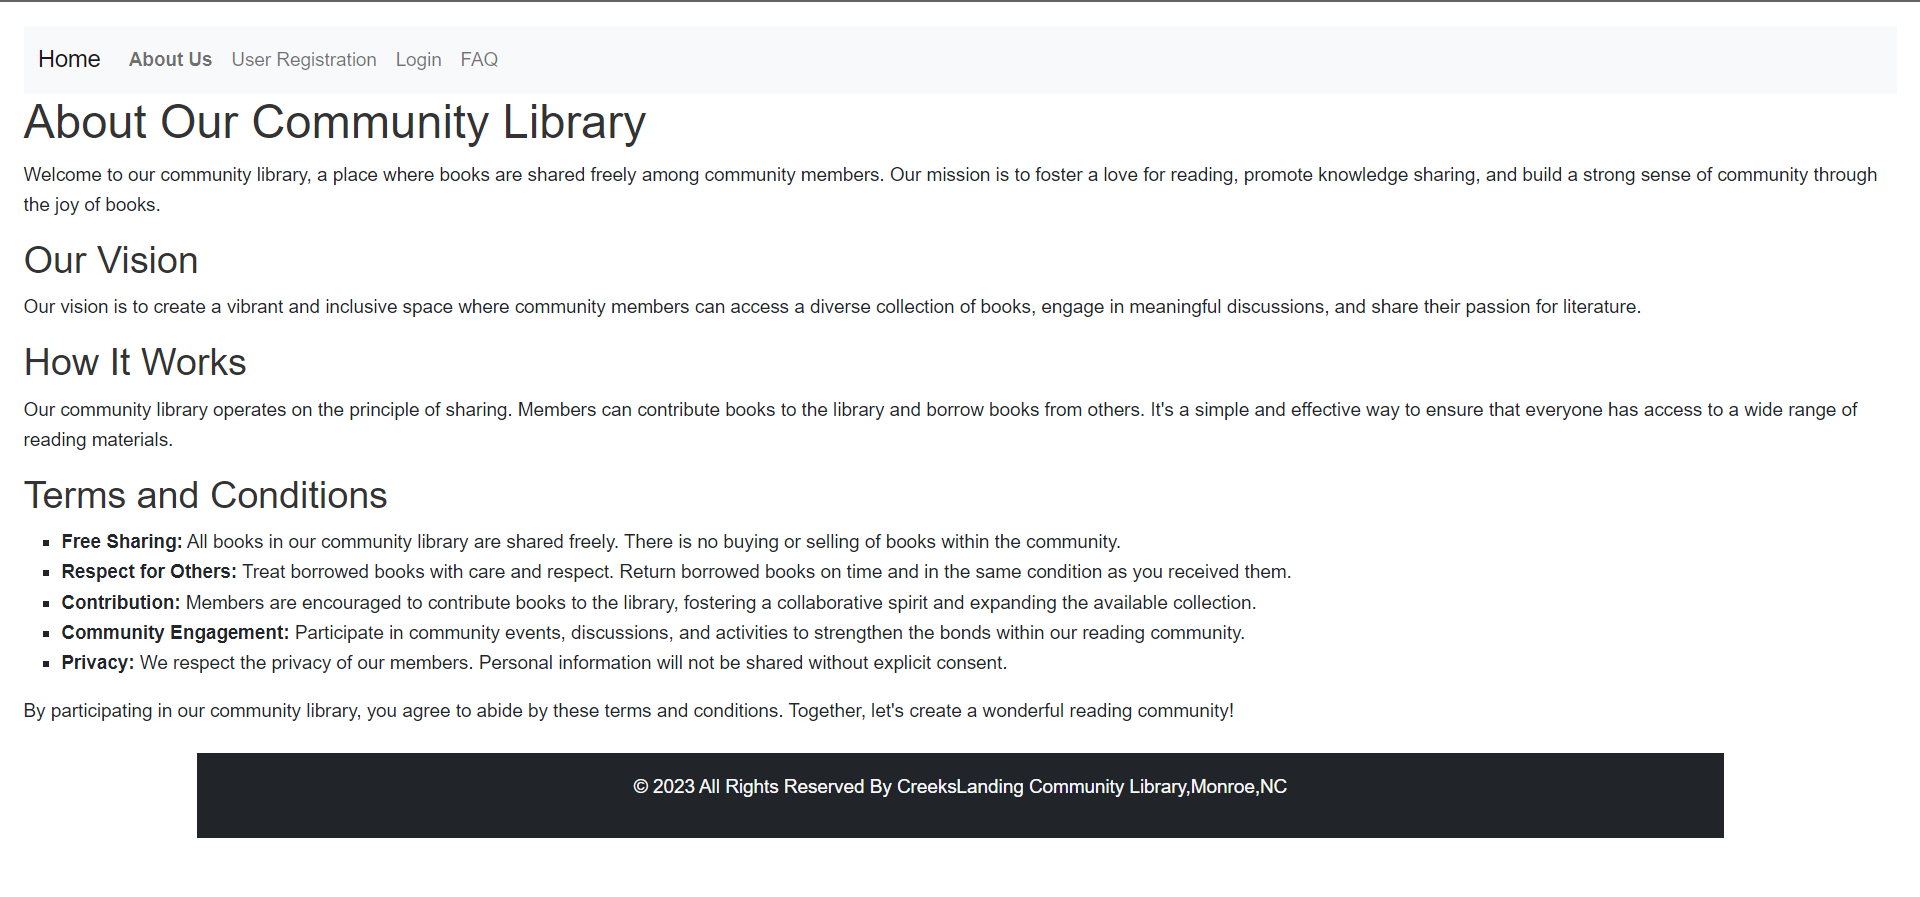 Home About Us User Registration Login FAQ
About Our Community Library
Welcome to our community library, a place where books are shared freely among community members. Our mission is to foster a love for reading, promote knowledge sharing, and build a strong sense of community through
the joy of books.
Our Vision
Our vision is to create a vibrant and inclusive space where community members can access a diverse collection of books, engage in meaningful discussions, and share their passion for literature.
How It Works
Our community library operates on the principle of sharing. Members can contribute books to the library and borrow books from others. It's a simple and effective way to ensure that everyone has access to a wide range of
reading materials.
Terms and Conditions
▪ Free Sharing: All books in our community library are shared freely. There is no buying or selling of books within the community.
▪ Respect for Others: Treat borrowed books with care and respect. Return borrowed books on time and in the same condition as you received them.
▪ Contribution: Members are encouraged to contribute books to the library, fostering a collaborative spirit and expanding the available collection.
▪ Community Engagement: Participate in community events, discussions, and activities to strengthen the bonds within our reading community.
▪ Privacy: We respect the privacy of our members. Personal information will not be shared without explicit consent.
By participating in our community library, you agree to abide by these terms and conditions. Together, let's create a wonderful reading community!
© 2023 All Rights Reserved By CreeksLanding Community Library,Monroe,NC